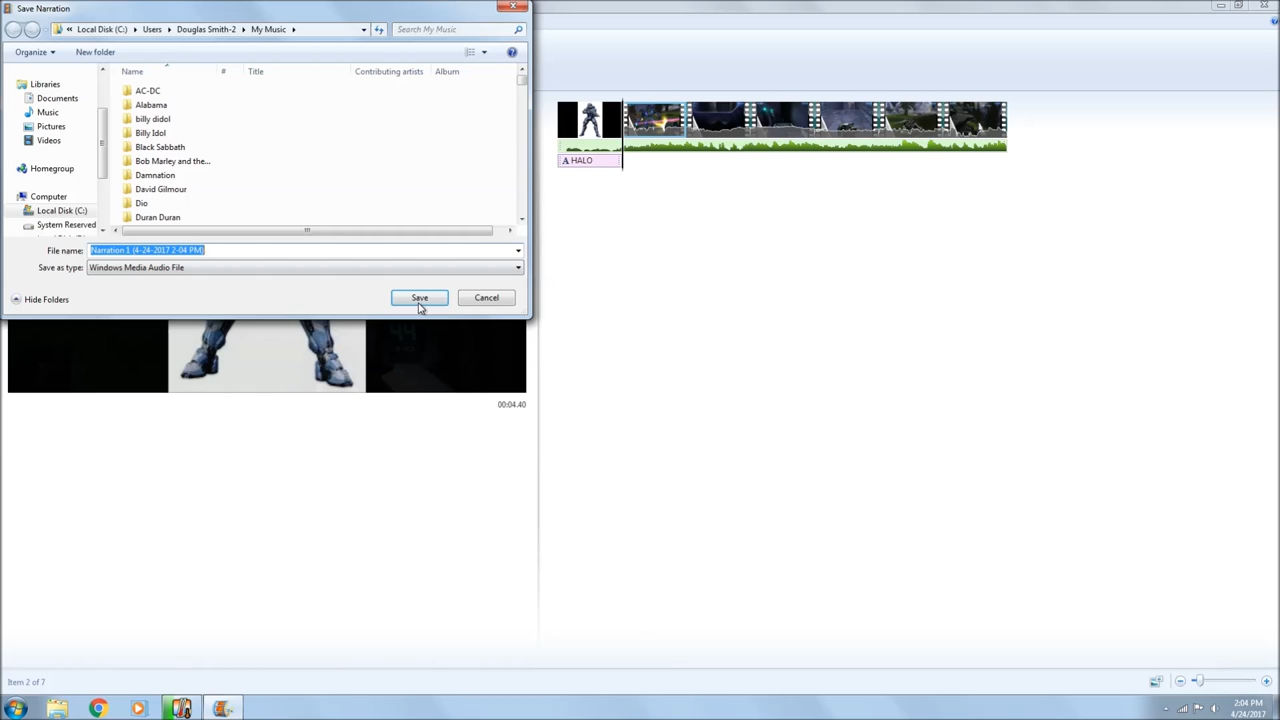 Save Narration
« Local Disk (C:) Users Douglas Smith-2 My Music Search My Music
Organize New folder
Name # Title Contributing artists Album
Libraries
Documents
Music
Pictures
Videos
Homegroup
Computer
Local Disk (C:)
System Reserved
AC-DC
Alabama
billy didol
Billy Idol
Black Sabbath
Bob Marley and the...
Damnation
David Gilmour
Dio
Duran Duran
File name: Narration 1 (4-24-2017 2-04 PM)
Save as type: Windows Media Audio File
Hide Folders Save Cancel
A HALO
00:04.40
Item 2 of 7
2:04 PM
4/24/2017